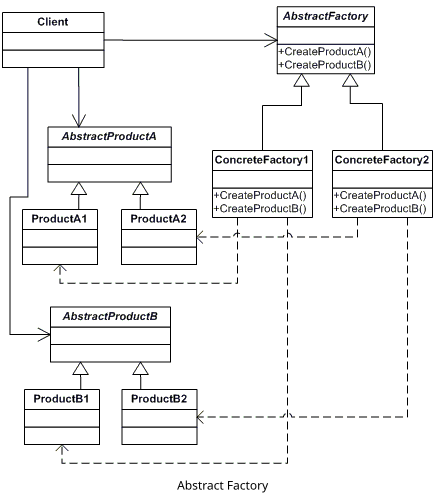 Client
AbstractFactory
+CreateProductA()
+CreateProductB()
AbstractProductA
ConcreteFactory1
+CreateProductA()
+CreateProductB()
ConcreteFactory2
+CreateProductA()
+CreateProductB()
ProductA1
ProductA2
AbstractProductB
ProductB1
ProductB2
Abstract Factory